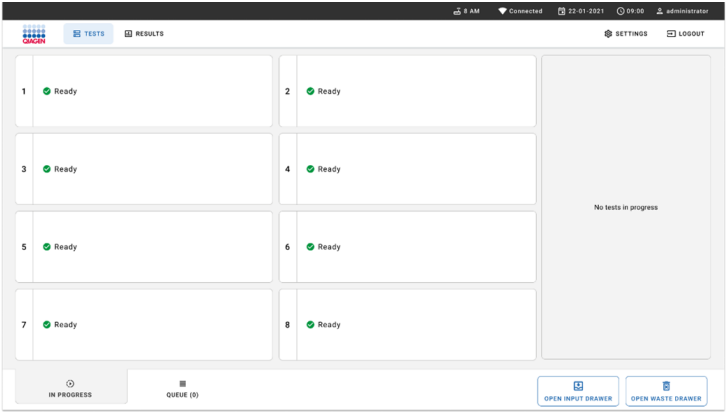 8 AM Connected 22-01-2021 09:00 administrator
QIAGEN TESTS RESULTS SETTINGS LOGOUT
1 Ready 2 Ready
3 Ready 4 Ready
No tests in progress
5 Ready 6 Ready
7 Ready 8 Ready
IN PROGRESS QUEUE (0) OPEN INPUT DRAWER OPEN WASTE DRAWER